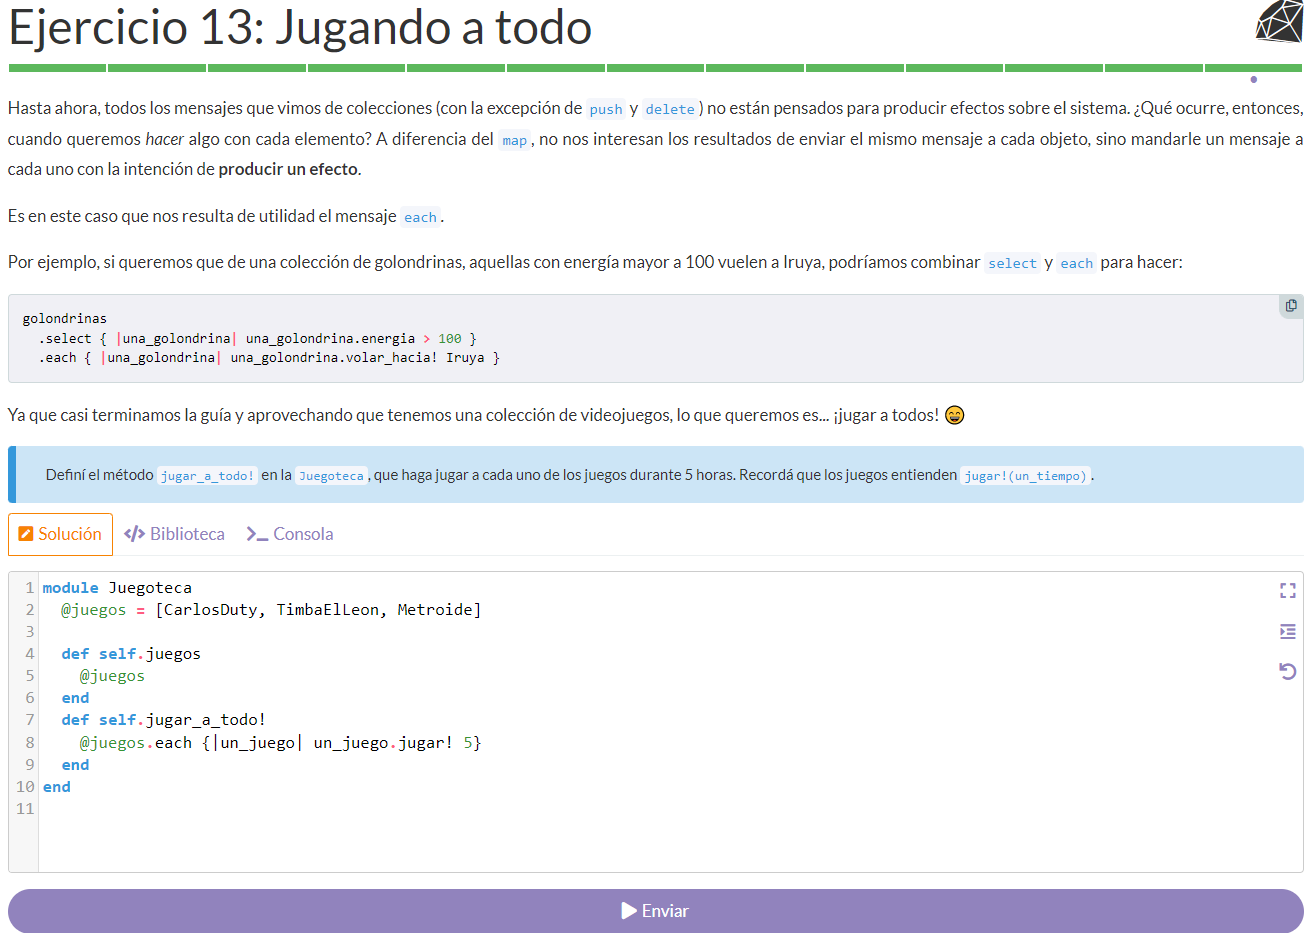 Ejercicio 13: Jugando a todo
Hasta ahora, todos los mensajes que vimos de colecciones (con la excepción de push y delete) no están pensados para producir efectos sobre el sistema. ¿Qué ocurre, entonces,
cuando queremos hacer algo con cada elemento? A diferencia del map, no nos interesan los resultados de enviar el mismo mensaje a cada objeto, sino mandarle un mensaje a
cada uno con la intención de producir un efecto.
Es en este caso que nos resulta de utilidad el mensaje each.
Por ejemplo, si queremos que de una colección de golondrinas, aquellas con energía mayor a 100 vuelen a Iruya, podríamos combinar select y each para hacer:
golondrinas
  .select { |una_golondrina| una_golondrina.energia > 100 }
  .each { |una_golondrina| una_golondrina.volar_hacia! Iruya }
Ya que casi terminamos la guía y aprovechando que tenemos una colección de videojuegos, lo que queremos es... ¡jugar a todos! 😄
Definí el método jugar_a_todo! en la Juegoteca, que haga jugar a cada uno de los juegos durante 5 horas. Recordá que los juegos entienden jugar!(un_tiempo).
Solución </> Biblioteca >_ Consola
1 module Juegoteca
2   @juegos = [CarlosDuty, TimbaElLeon, Metroide]
3
4   def self.juegos
5     @juegos
6   end
7   def self.jugar_a_todo!
8     @juegos.each {|un_juego| un_juego.jugar! 5}
9   end
10 end
11
Enviar